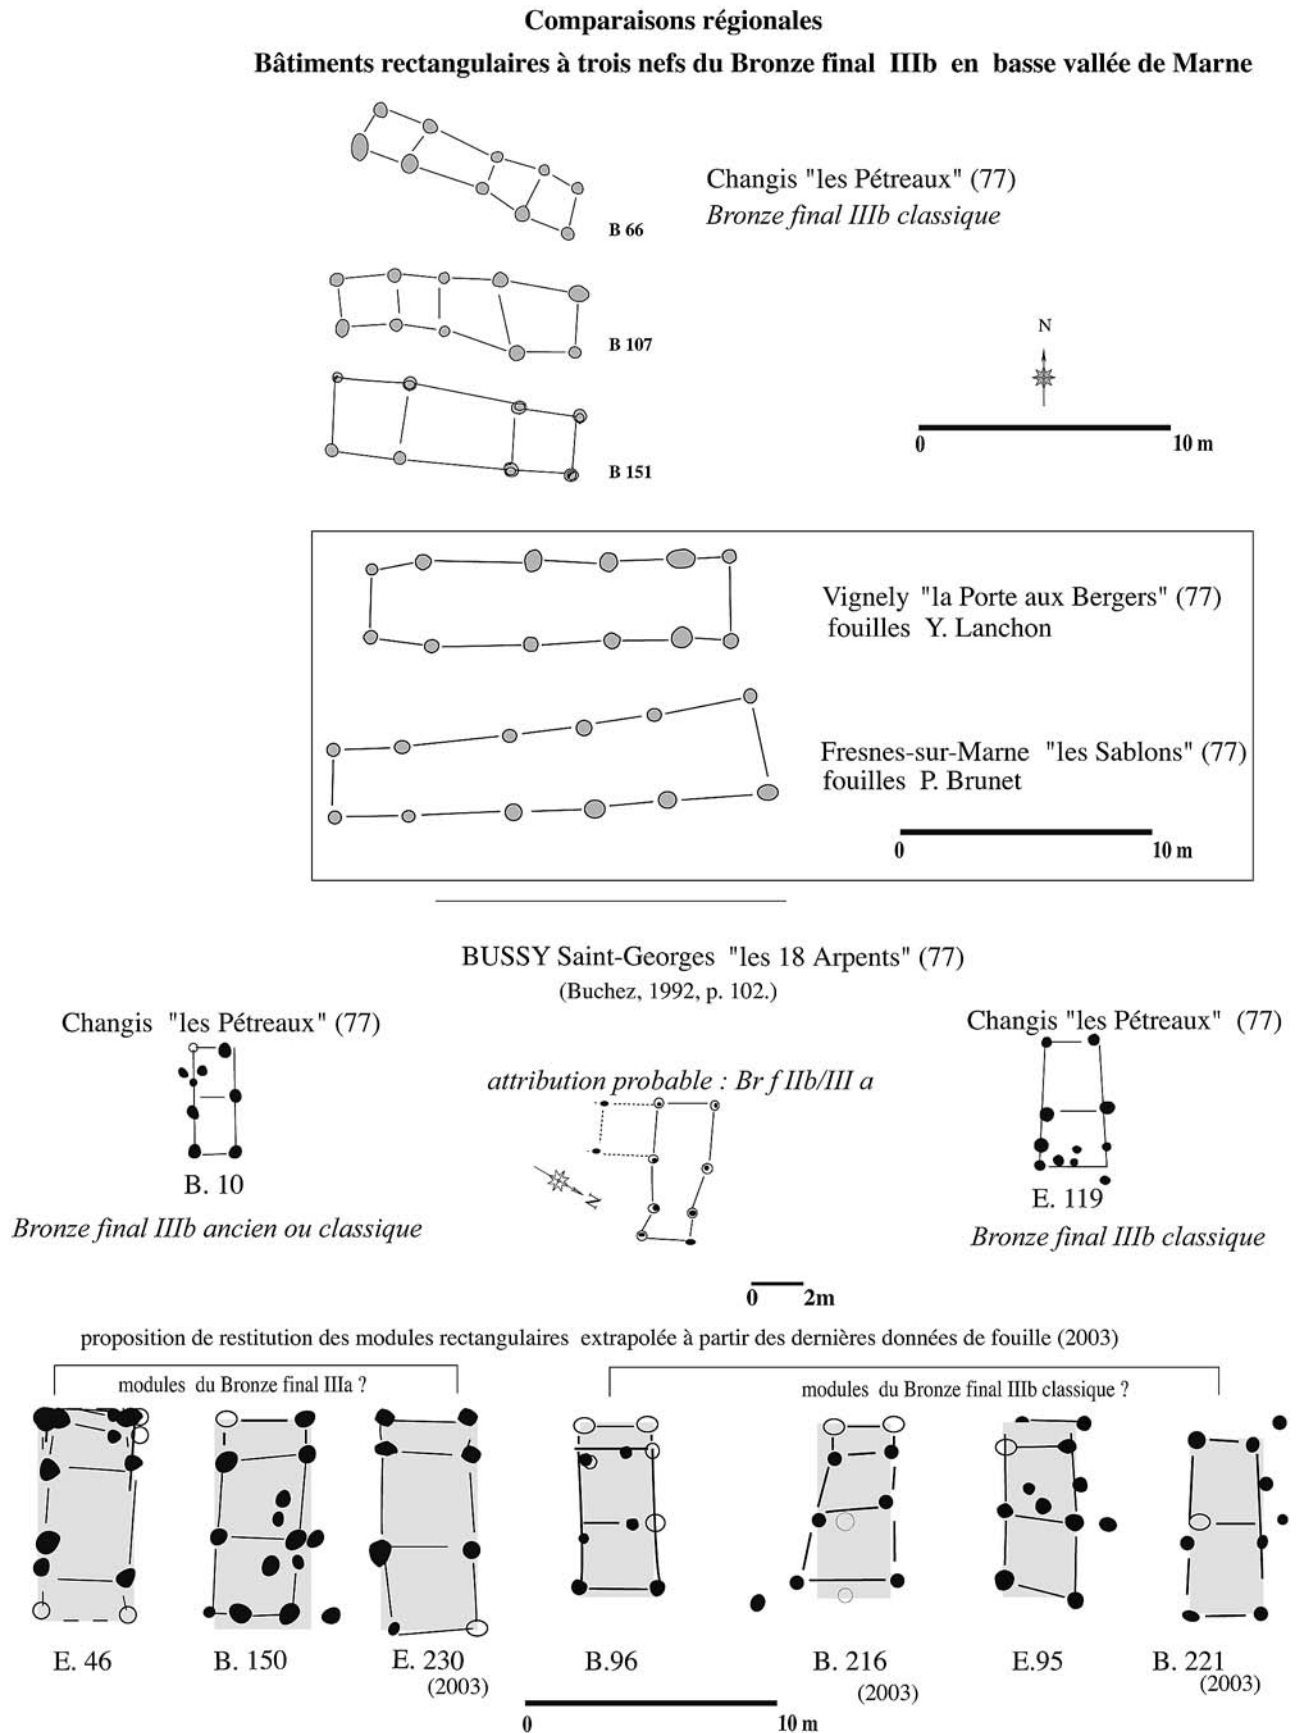 Comparaisons régionales
Bâtiments rectangulaires à trois nefs du Bronze final IIIb en basse vallée de Marne
Changis "les Pétreaux" (77)
Bronze final IIIb classique
B 66
B 107
B 151
N
0 10 m
Vignely "la Porte aux Bergers" (77)
fouilles Y. Lanchon
Fresnes-sur-Marne "les Sablons" (77)
fouilles P. Brunet
0 10 m
BUSSY Saint-Georges "les 18 Arpents" (77)
(Buchez, 1992, p. 102.)
attribution probable : Br f IIb/III a
N
Changis "les Pétreaux" (77)
B. 10
Bronze final IIIb ancien ou classique
Changis "les Pétreaux" (77)
E. 119
Bronze final IIIb classique
0 2m
proposition de restitution des modules rectangulaires extrapolée à partir des dernières données de fouille (2003)
modules du Bronze final IIIa ?
modules du Bronze final IIIb classique ?
E. 46
B. 150
E. 230
(2003)
B.96
B. 216
(2003)
E.95
B. 221
(2003)
0 10 m